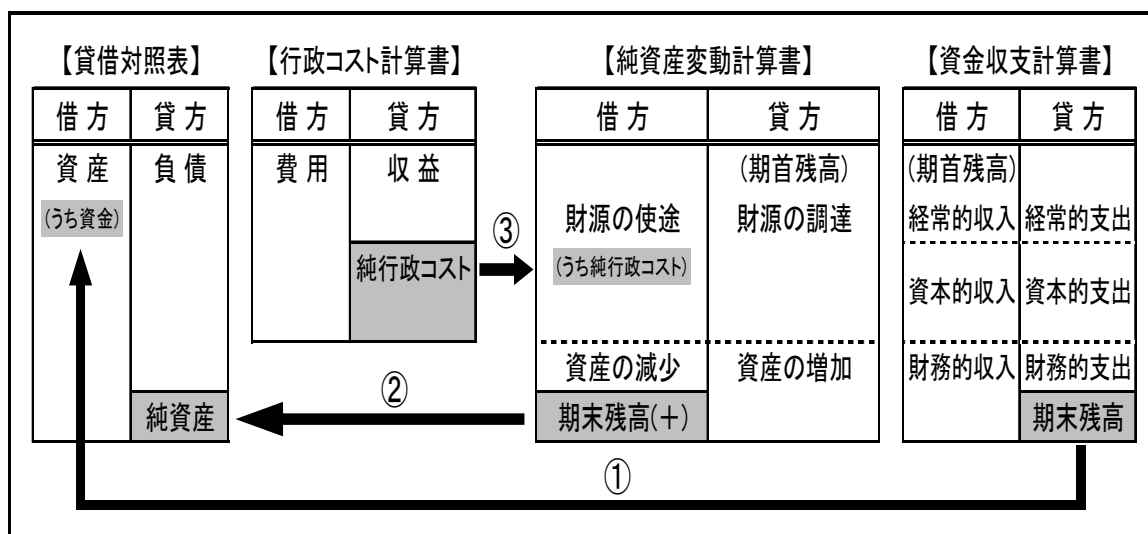 【貸借対照表】 【行政コスト計算書】 【純資産変動計算書】 【資金収支計算書】
借方 貸方 借方 貸方 借方 貸方 借方 貸方
資産 負債 費用 収益 (期首残高) (期首残高)
(うち資金) ③ 財源の使途 財源の調達 経常的収入 経常的支出
純行政コスト (うち純行政コスト)
資本的収入 資本的支出
② 資産の減少 資産の増加 財務的収入 財務的支出
純資産 期末残高(+) 期末残高
①